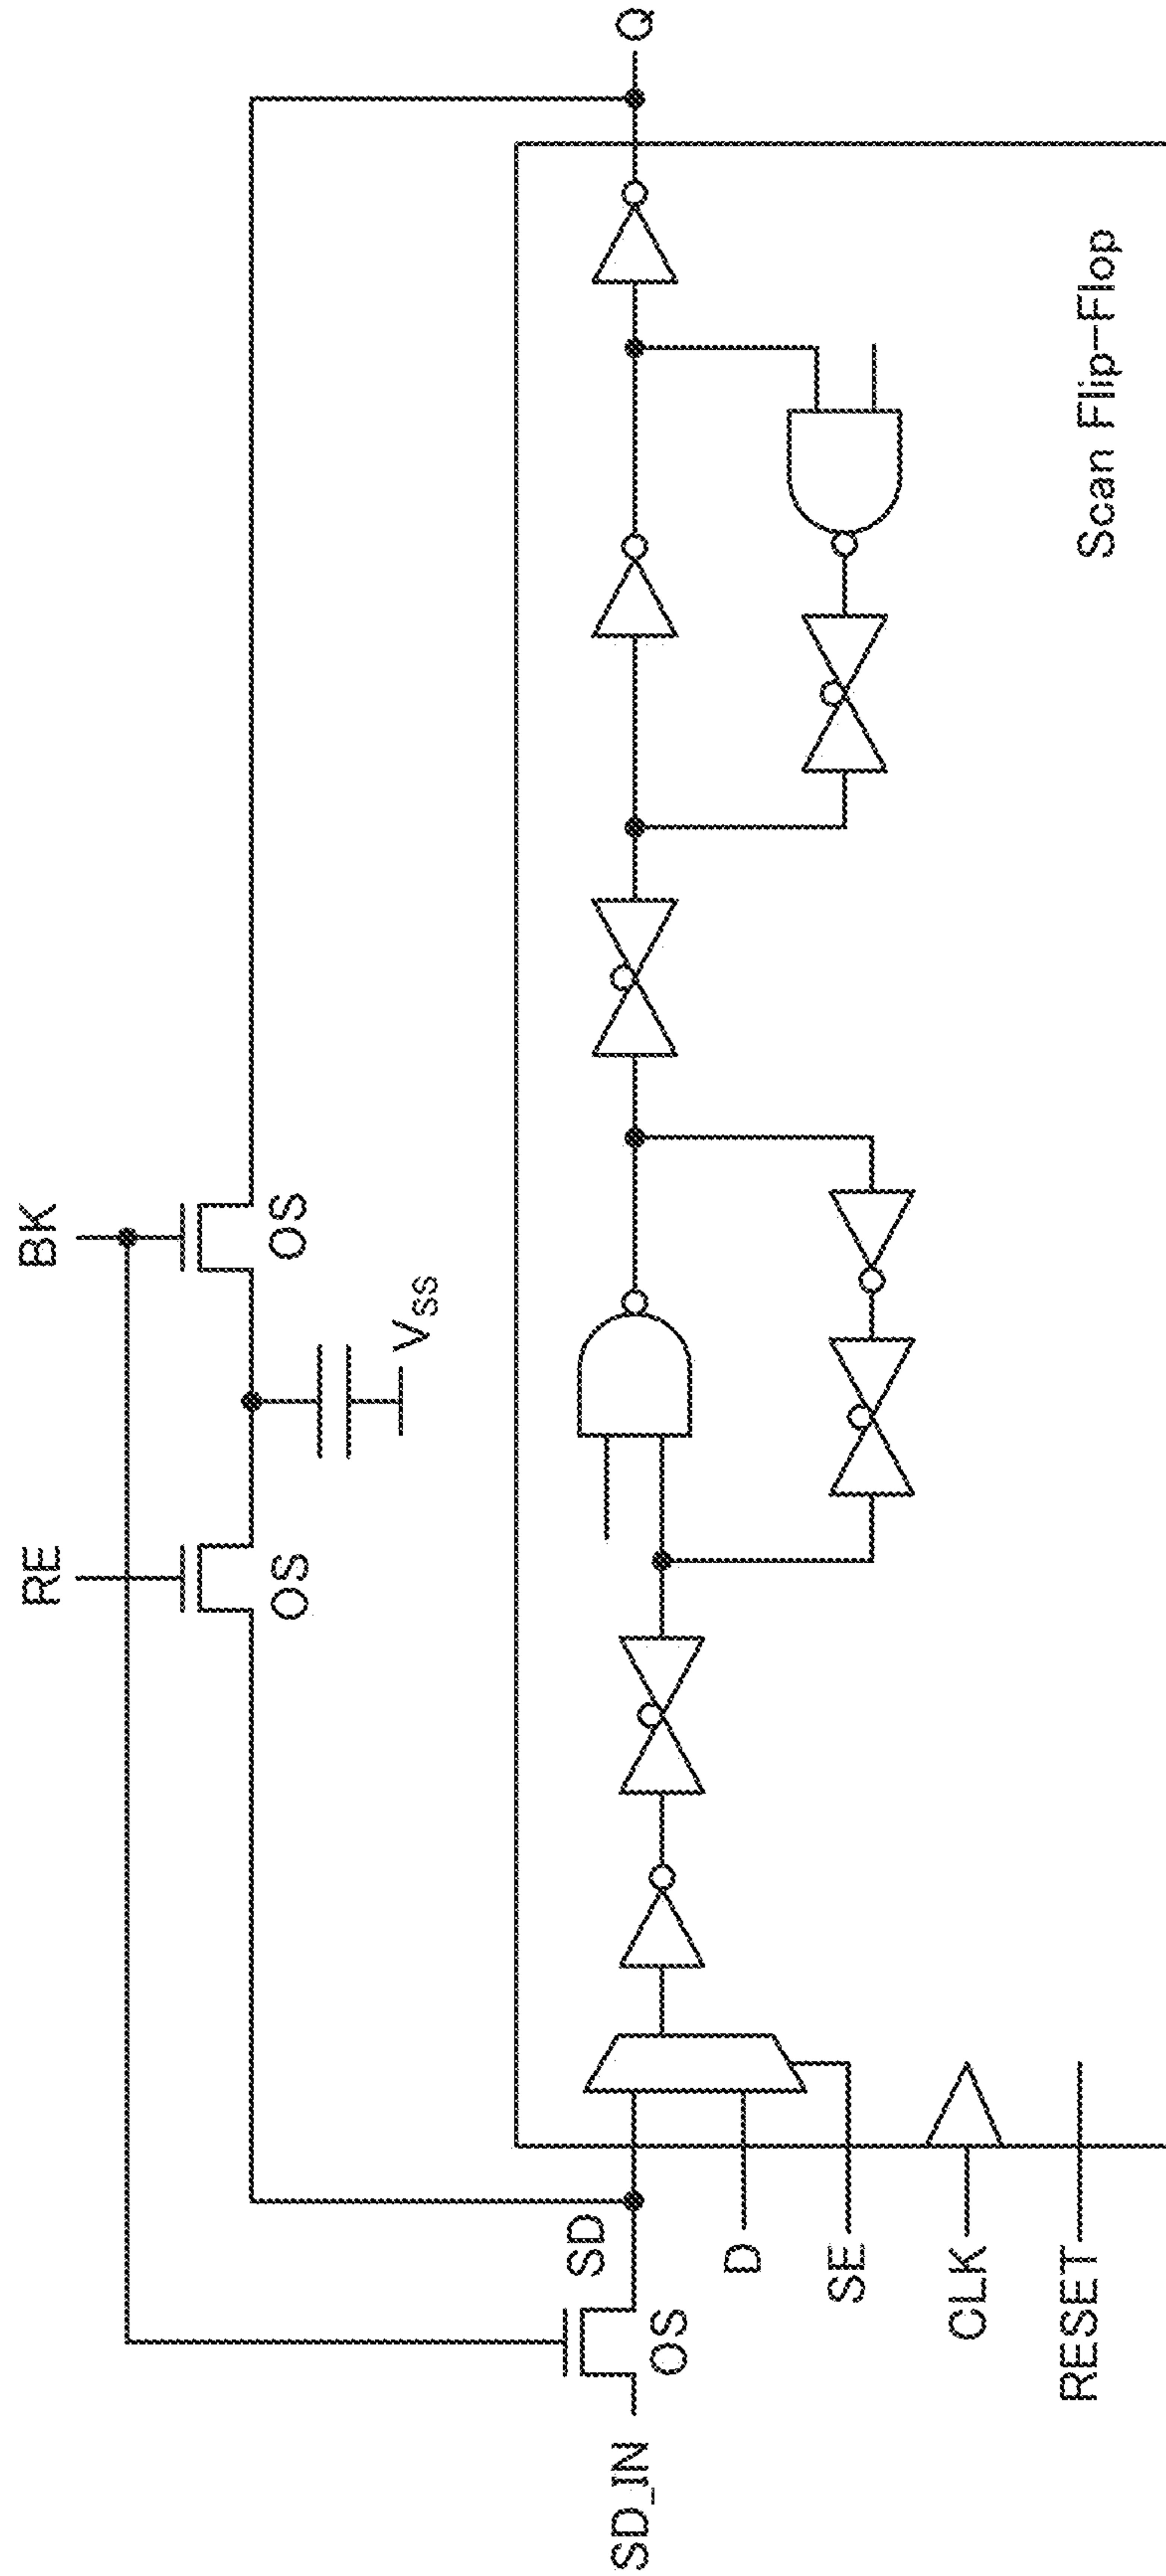 BK
RE
OS
OS
VSS
Q
SD_IN
OS
SD
D
SE
CLK
RESET
Scan Flip-Flop